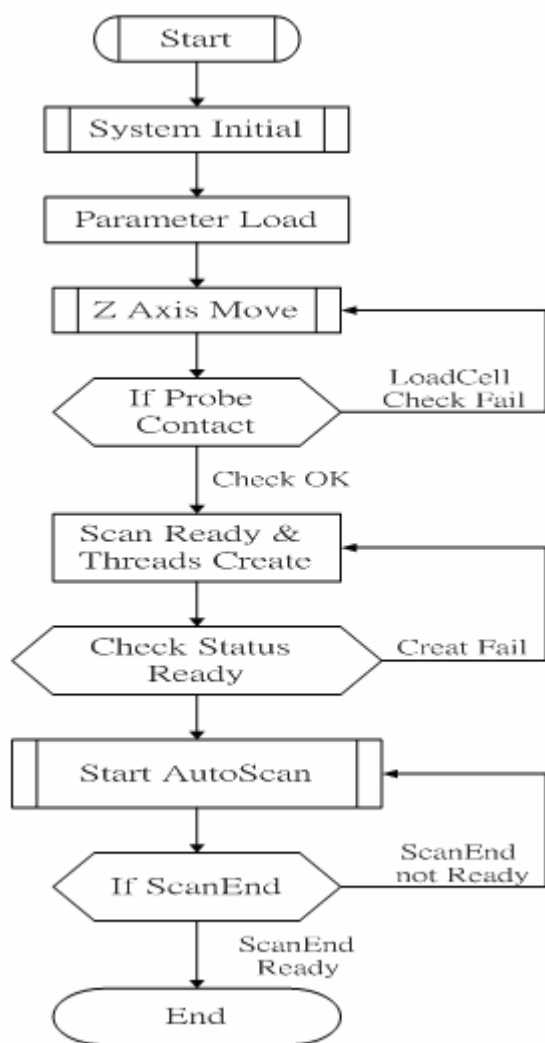 Start
System Initial
Parameter Load
Z Axis Move
If Probe
Contact
LoadCell
Check Fail
Check OK
Scan Ready &
Threads Create
Check Status
Ready
Creat Fail
Start AutoScan
If ScanEnd
ScanEnd
not Ready
ScanEnd
Ready
End